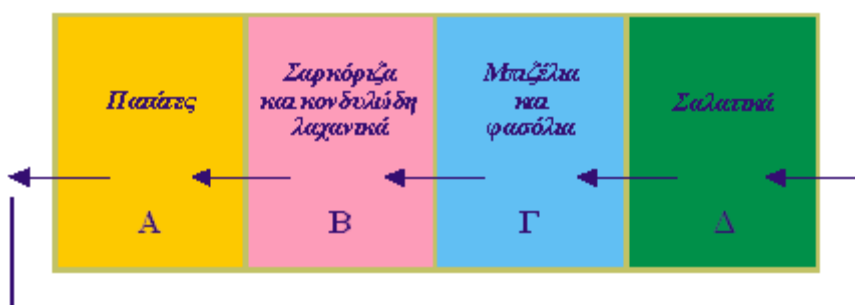 Πατάτες
Σαρκόριζα
και κονδυλώδη
λαχανικά
Μπιζέλια
και
φασόλια
Σαλατικά
Α
Β
Γ
Δ